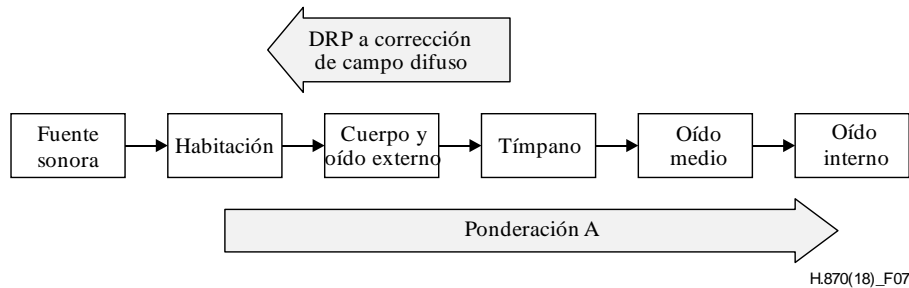 DRP a corrección
de campo difuso
Fuente
sonora
Habitación
Cuerpo y
oído externo
Tímpano
Oído
medio
Oído
interno
Ponderación A
H.870(18)_F07